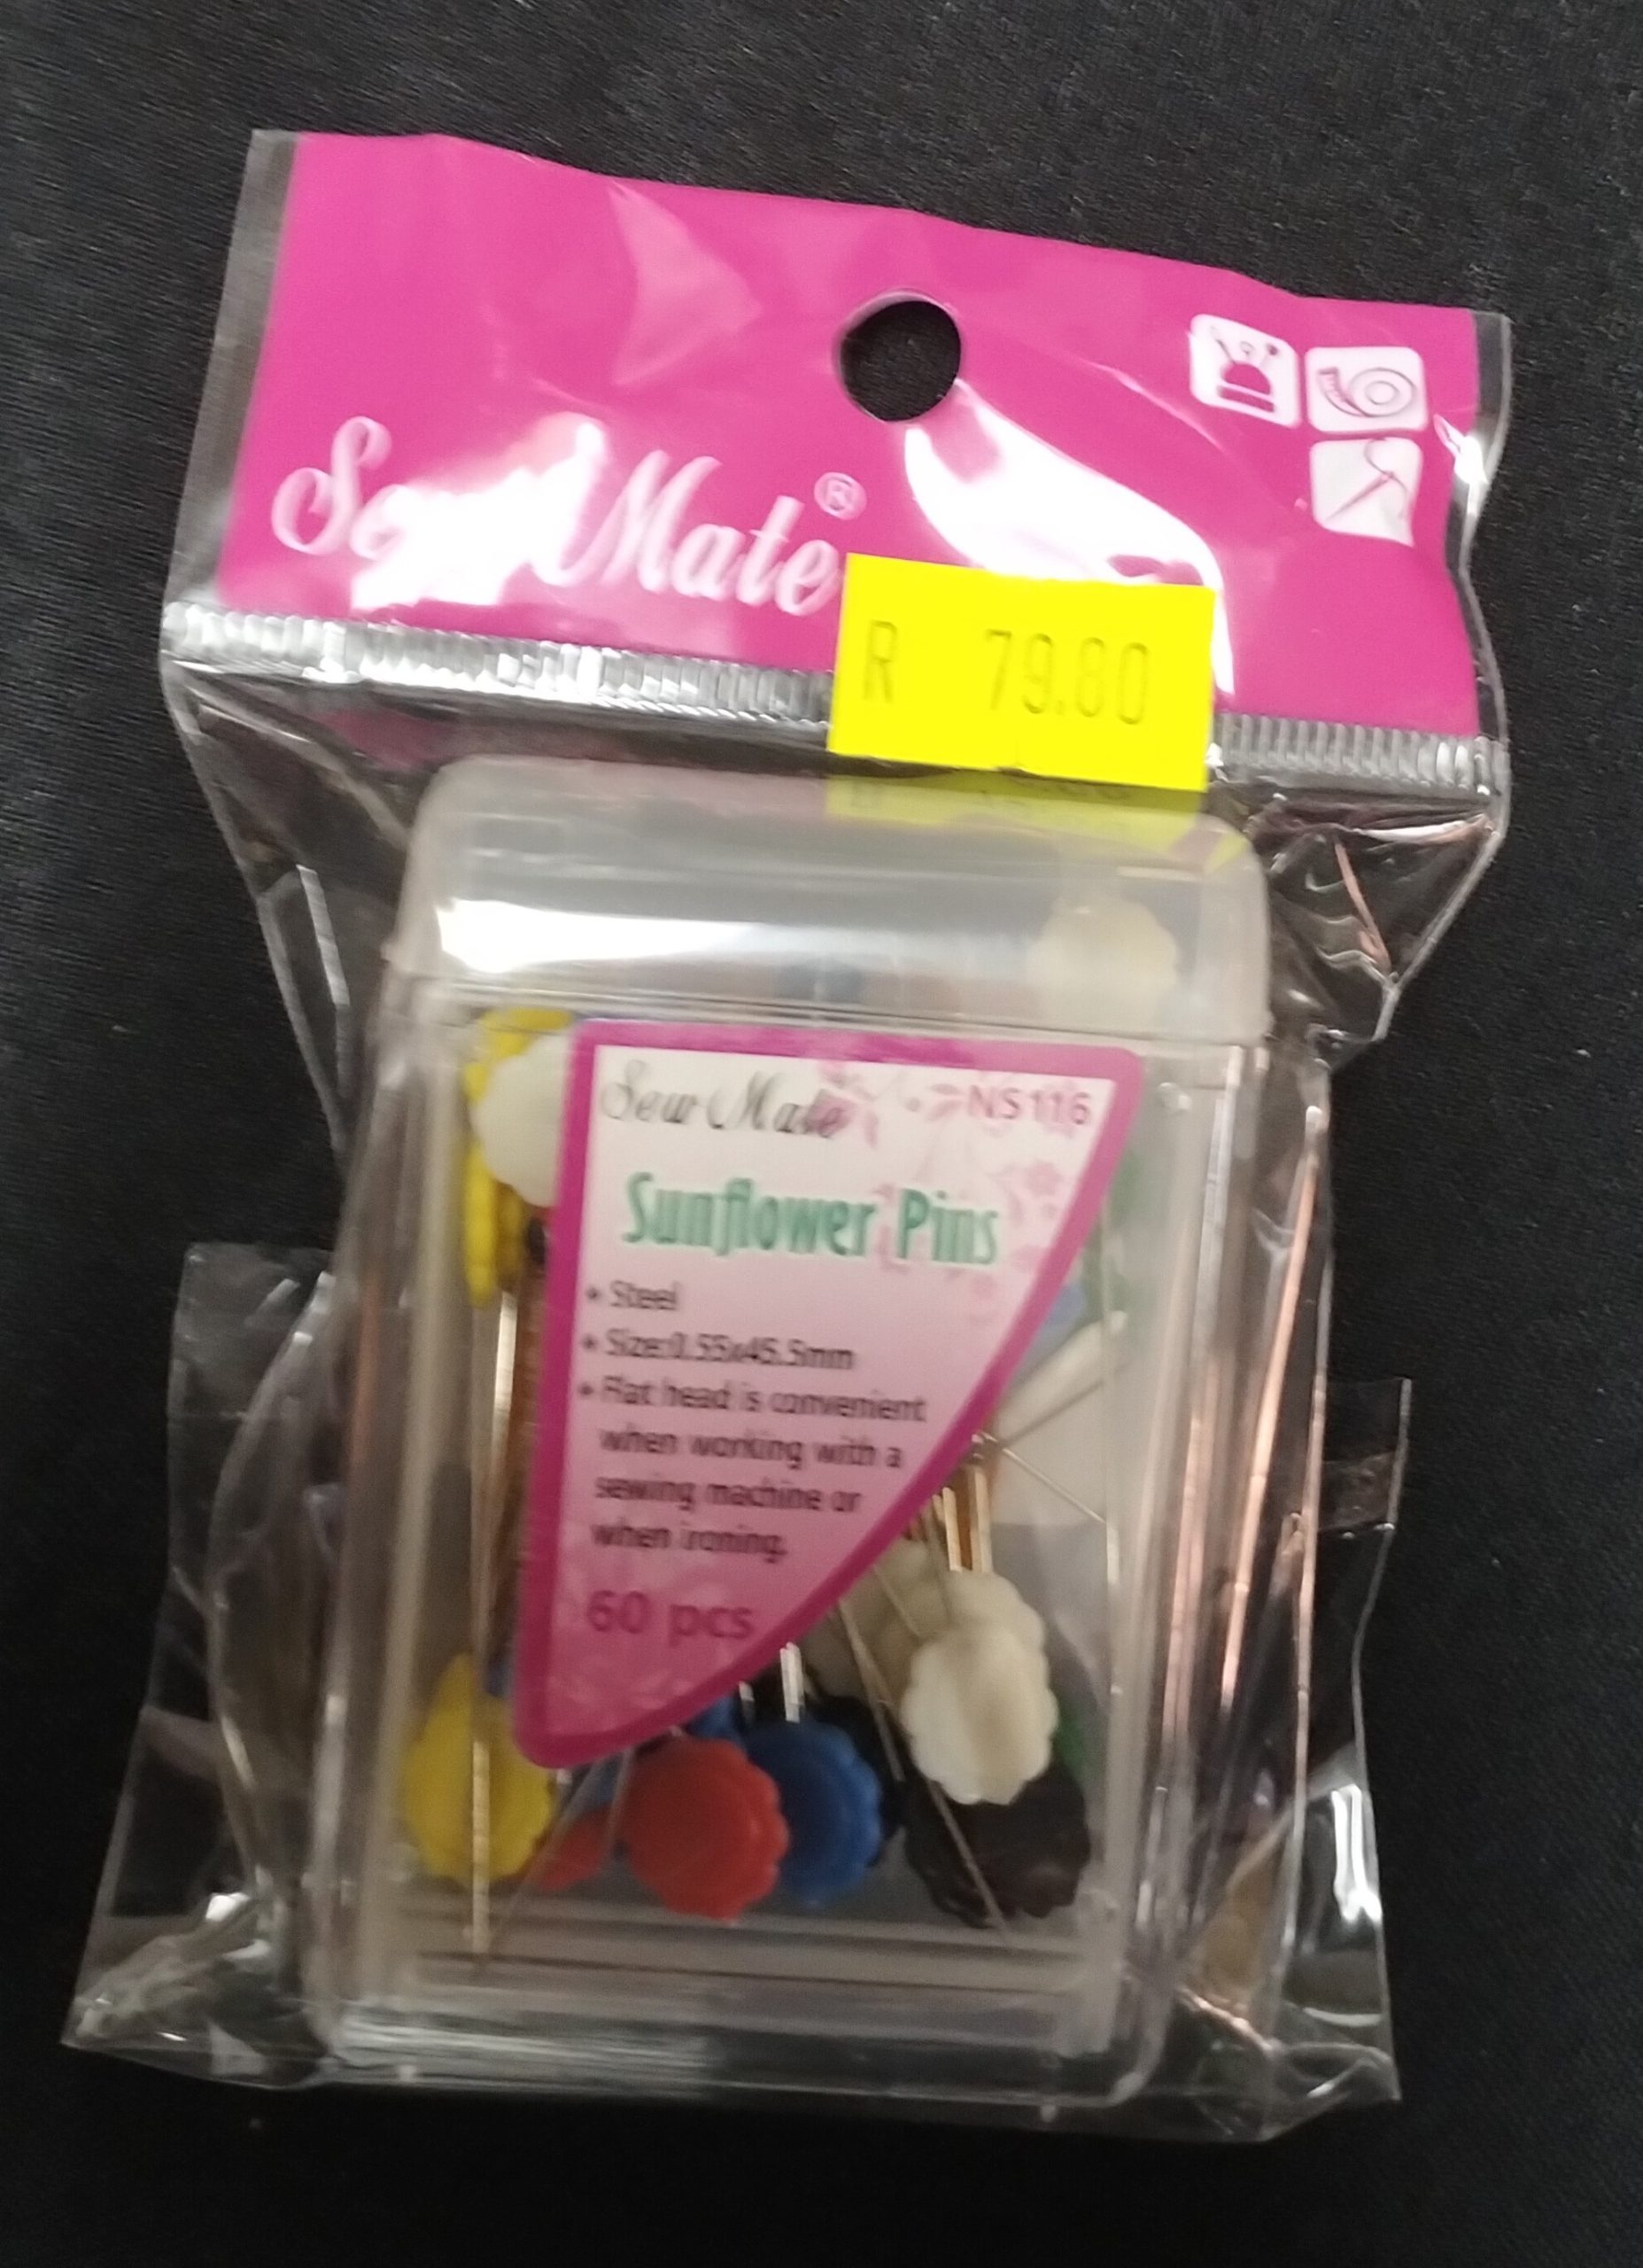 Sew Mate®
R 79.80
Sew Mate NS116
Sunflower Pins
• Steel
• Size:0.55x45.5mm
• Flat head is convenient
when working with a
sewing machine or
when ironing.
60 pcs